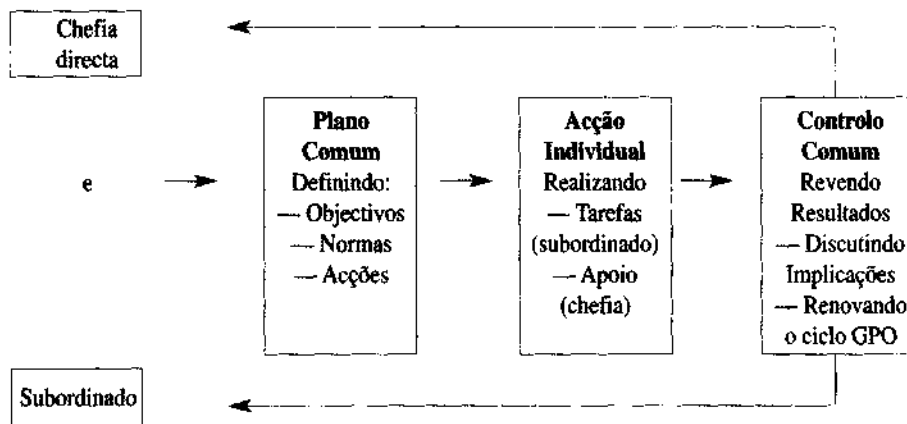 Chefia
directa
e
Subordinado
Plano
Comum
Definindo:
— Objectivos
— Normas
— Acções
Acção
Indívidual
Realizando
— Tarefas
(subordinado)
— Apoio
(chefia)
Controlo
Comum
Revendo
Resultados
— Discutindo
Implicações
— Renovando
o ciclo GPO